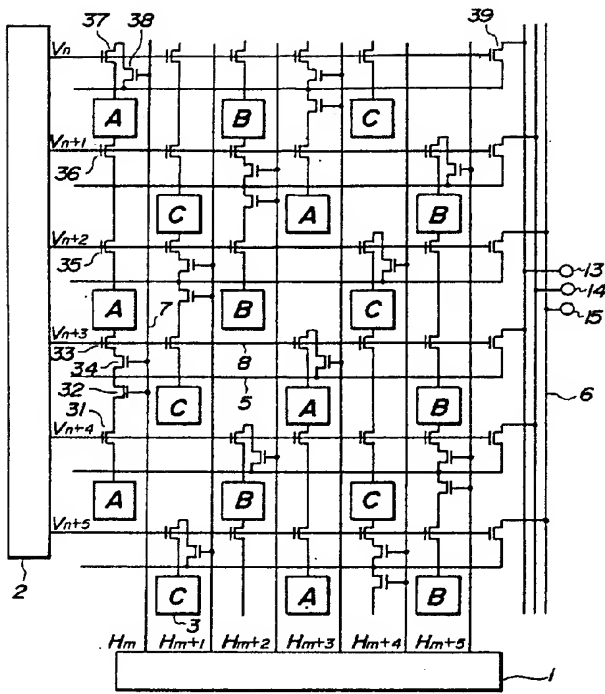 37 38 39
Vn
A B C
Vn+1
36
C A B
Vn+2
35 13
14
7 A B C 15
Vn+3
33 8
34 6
32 C 5 A B
31
Vn+4
A B C
Vn+5
2
C A B
3
Hm Hm+1 Hm+2 Hm+3 Hm+4 Hm+5
1